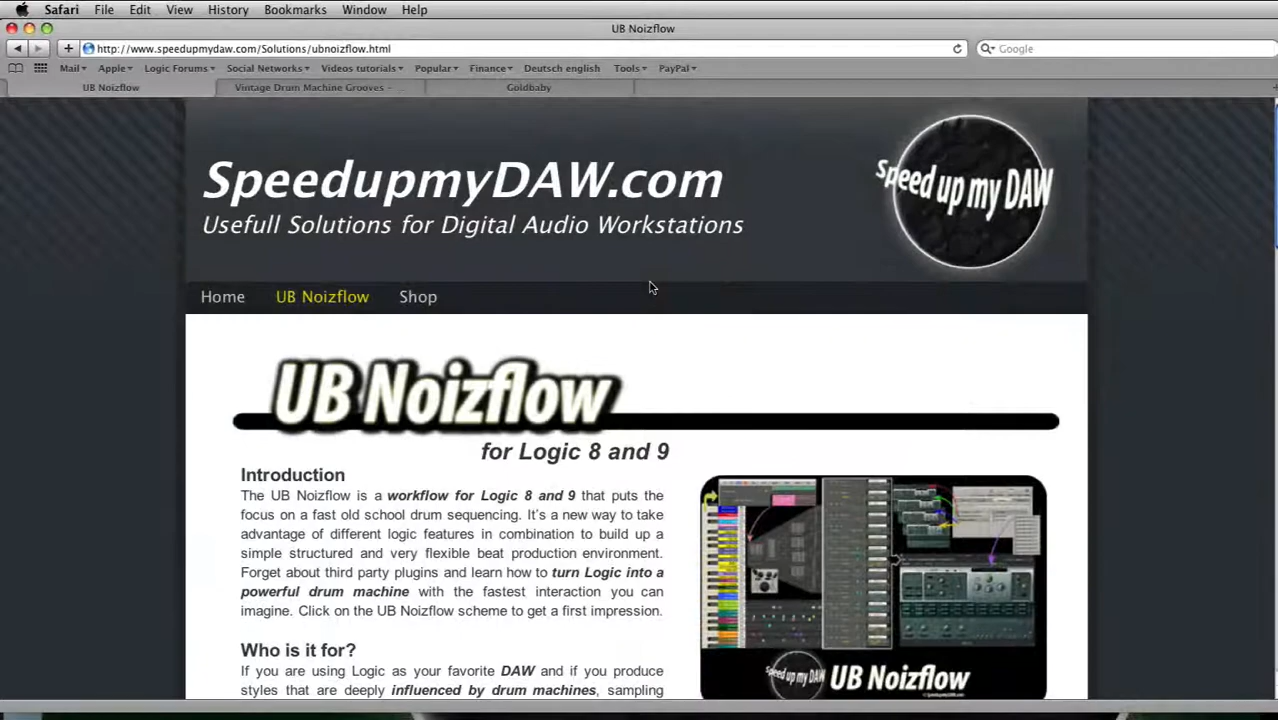 Safari File Edit View History Bookmarks Window Help
UB Noizflow
http://www.speedupmydaw.com/Solutions/ubnoizflow.html
Google
Mail Apple Logic Forums Social Networks Videos tutorials Popular Finance Deutsch english Tools PayPal
UB Noizflow Vintage Drum Machine Grooves – ... Goldbaby
SpeedupmyDAW.com
Usefull Solutions for Digital Audio Workstations
Speed up my DAW
Home UB Noizflow Shop
UB Noizflow
for Logic 8 and 9
Introduction
The UB Noizflow is a workflow for Logic 8 and 9 that puts the
focus on a fast old school drum sequencing. It's a new way to take
advantage of different logic features in combination to build up a
simple structured and very flexible beat production environment.
Forget about third party plugins and learn how to turn Logic into a
powerful drum machine with the fastest interaction you can
imagine. Click on the UB Noizflow scheme to get a first impression.
Who is it for?
If you are using Logic as your favorite DAW and if you produce
styles that are deeply influenced by drum machines, sampling
Speed up my DAW
UB Noizflow